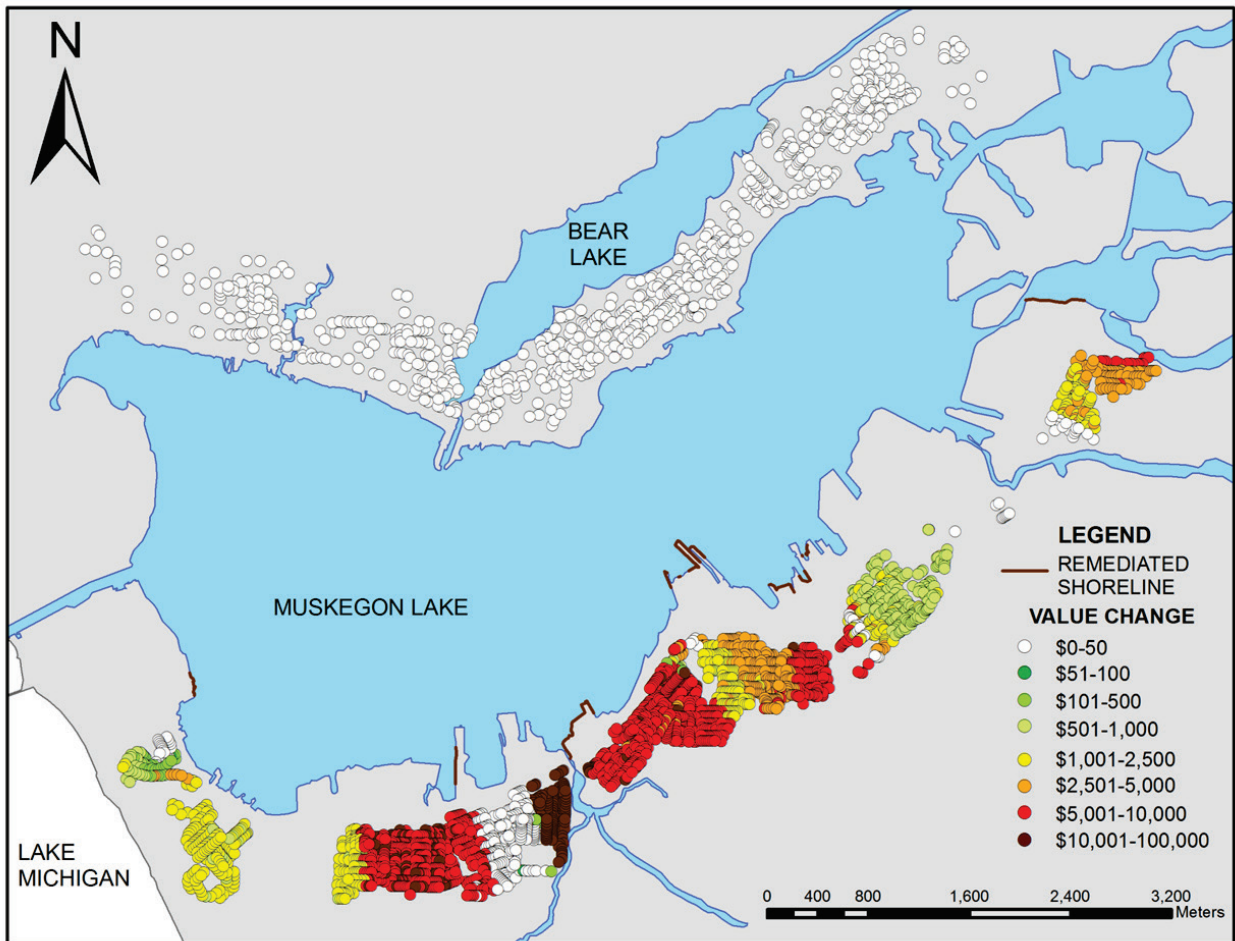 N
BEAR
LAKE
MUSKEGON LAKE
LAKE
MICHIGAN
LEGEND
REMEDIATED
SHORELINE
VALUE CHANGE
$0-50
$51-100
$101-500
$501-1,000
$1,001-2,500
$2,501-5,000
$5,001-10,000
$10,001-100,000
0 400 800 1,600 2,400 3,200
Meters